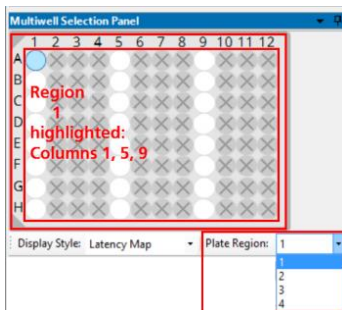 Multiwell Selection Panel
1 2 3 4 5 6 7 8 9 10 11 12
A
B
C
D
E
F
G
H
Region
1
highlighted:
Columns 1, 5, 9
Display Style: Latency Map
Plate Region: 1
1
2
3
4